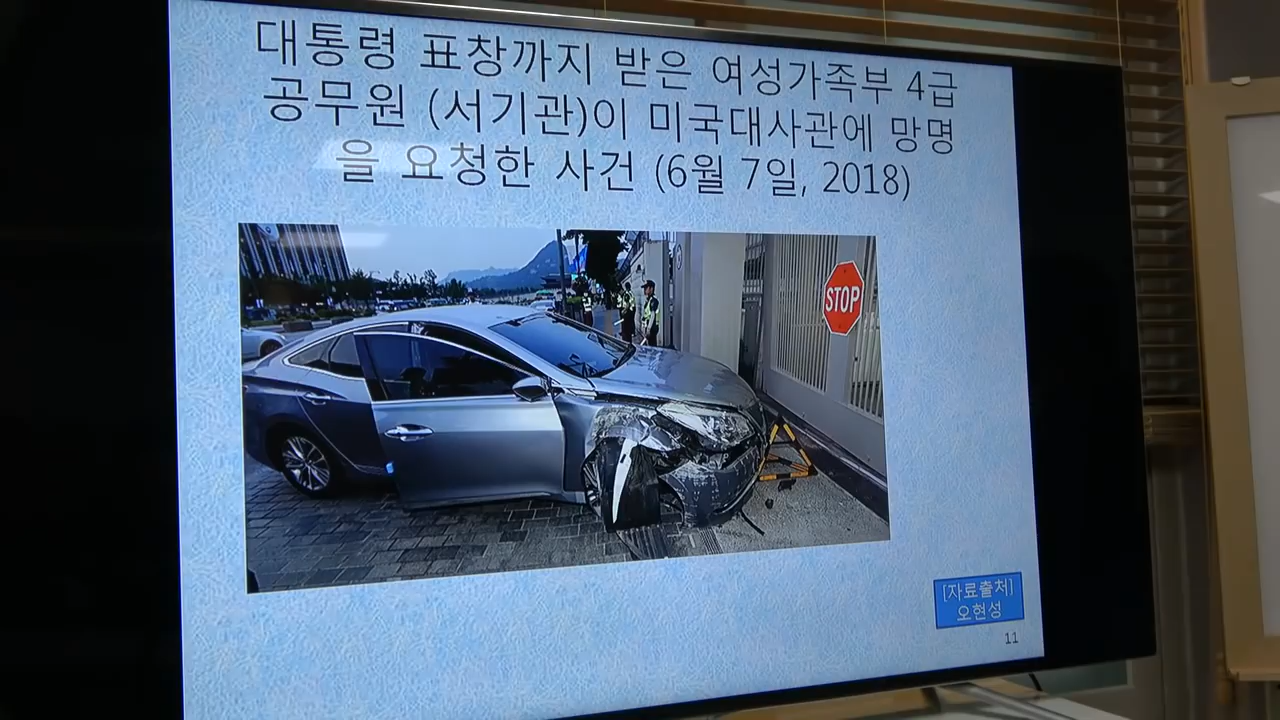 대통령 표창까지 받은 여성가족부 4급
공무원 (서기관)이 미국대사관에 망명
을 요청한 사건 (6월 7일, 2018)
STOP
[자료출처]
오현성
11